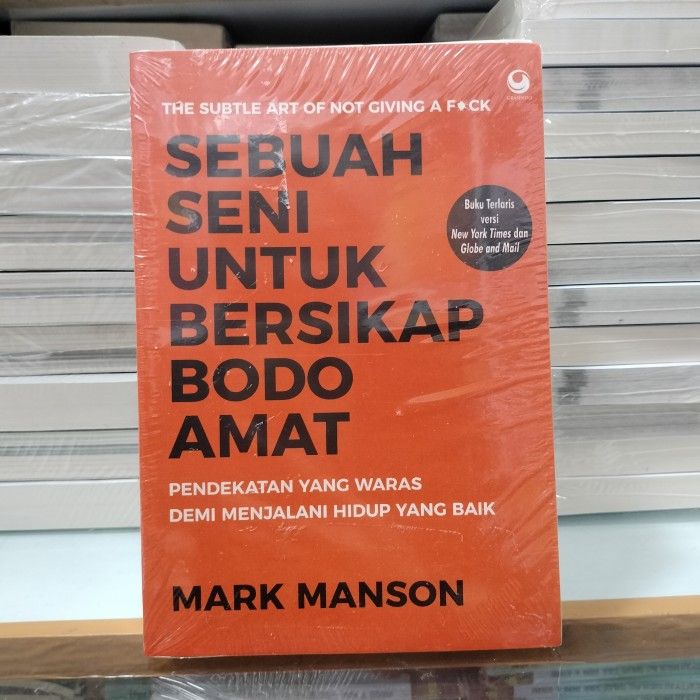 THE SUBTLE ART OF NOT GIVING A F*CK
SEBUAH
SENI
UNTUK
BERSIKAP
BODO
AMAT
Buku Terlaris
versi
New York Times dan
Globe and Mail
PENDEKATAN YANG WARAS
DEMI MENJALANI HIDUP YANG BAIK
MARK MANSON